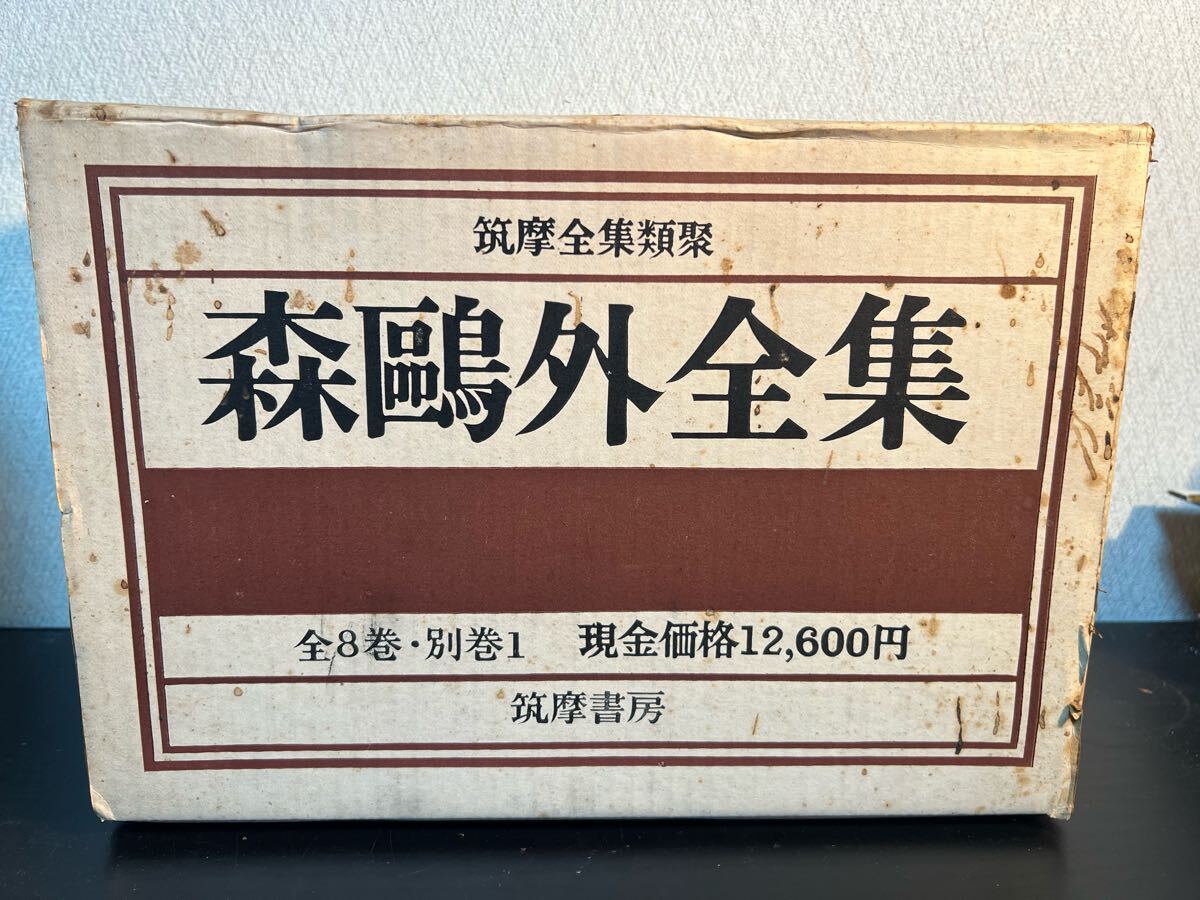 筑摩全集類聚
森鷗外全集
全8巻・別巻1 現金価格12,600円
筑摩書房